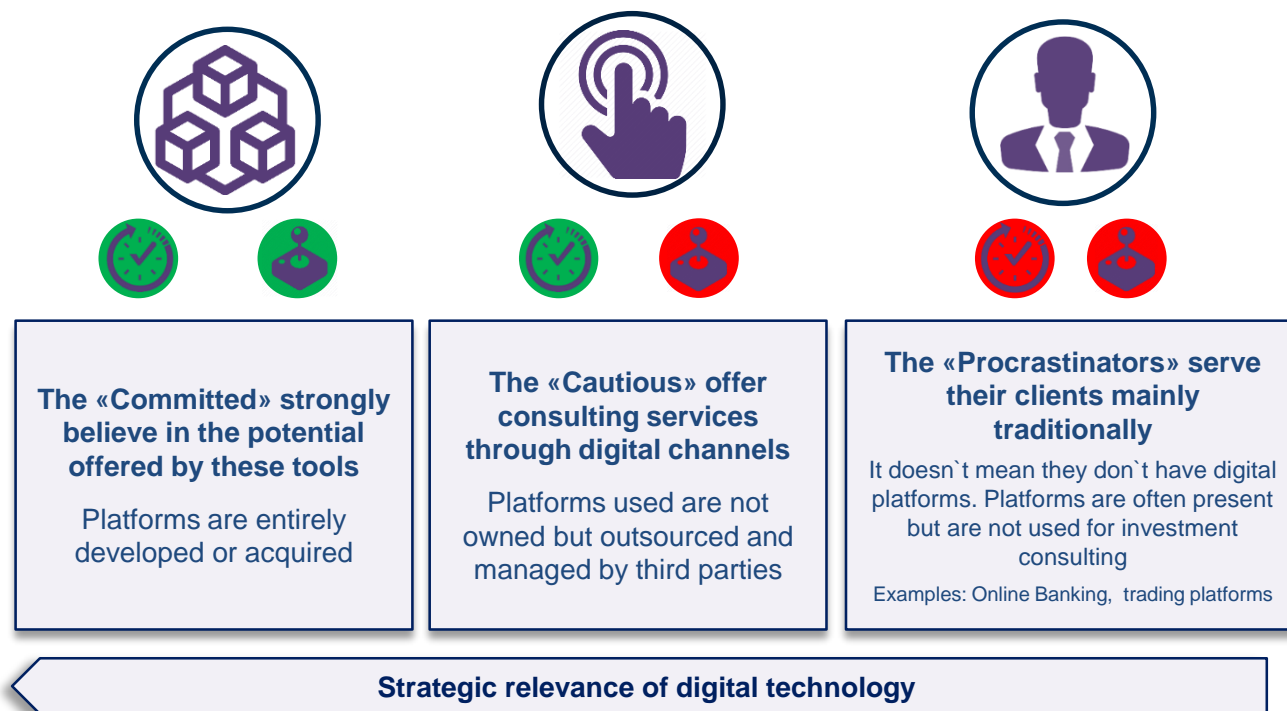 The «Committed» strongly
believe in the potential
offered by these tools
Platforms are entirely
developed or acquired
The «Cautious» offer
consulting services
through digital channels
Platforms used are not
owned but outsourced and
managed by third parties
The «Procrastinators» serve
their clients mainly
traditionally
It doesn`t mean they don`t have digital
platforms. Platforms are often present
but are not used for investment
consulting
Examples: Online Banking,  trading platforms
Strategic relevance of digital technology